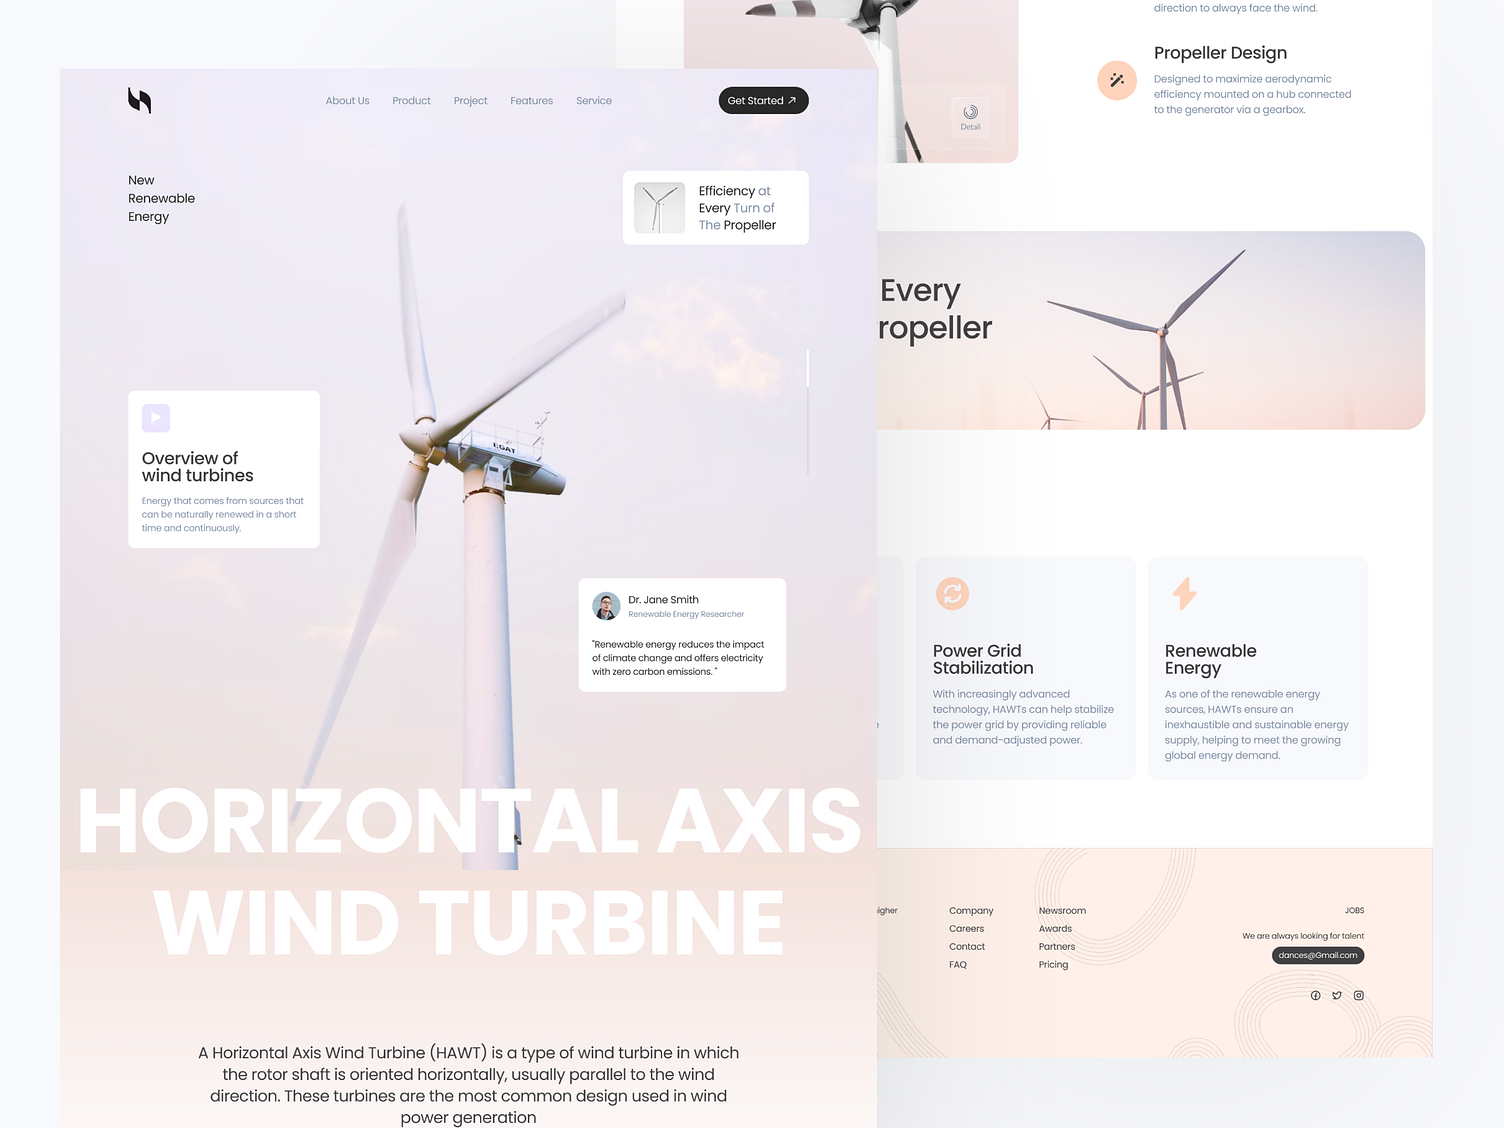 About Us
Product
Project
Features
Service
Get Started
New
Renewable
Energy
Efficiency at
Every Turn of
The Propeller
Overview of
wind turbines
Energy that comes from sources that
can be naturally renewed in a short
time and continuously.
Dr. Jane Smith
Renewable Energy Researcher
"Renewable energy reduces the impact
of climate change and offers electricity
with zero carbon emissions. "
HORIZONTAL AXIS
WIND TURBINE
A Horizontal Axis Wind Turbine (HAWT) is a type of wind turbine in which
the rotor shaft is oriented horizontally, usually parallel to the wind
direction. These turbines are the most common design used in wind
power generation
direction to always face the wind.
Propeller Design
Designed to maximize aerodynamic
efficiency mounted on a hub connected
to the generator via a gearbox.
Detail
Every
ropeller
Power Grid
Stabilization
With increasingly advanced
technology, HAWTs can help stabilize
the power grid by providing reliable
and demand-adjusted power.
Renewable
Energy
As one of the renewable energy
sources, HAWTs ensure an
inexhaustible and sustainable energy
supply, helping to meet the growing
global energy demand.
Company
Careers
Contact
FAQ
Newsroom
Awards
Partners
Pricing
JOBS
We are always looking for talent
dances@Gmail.com